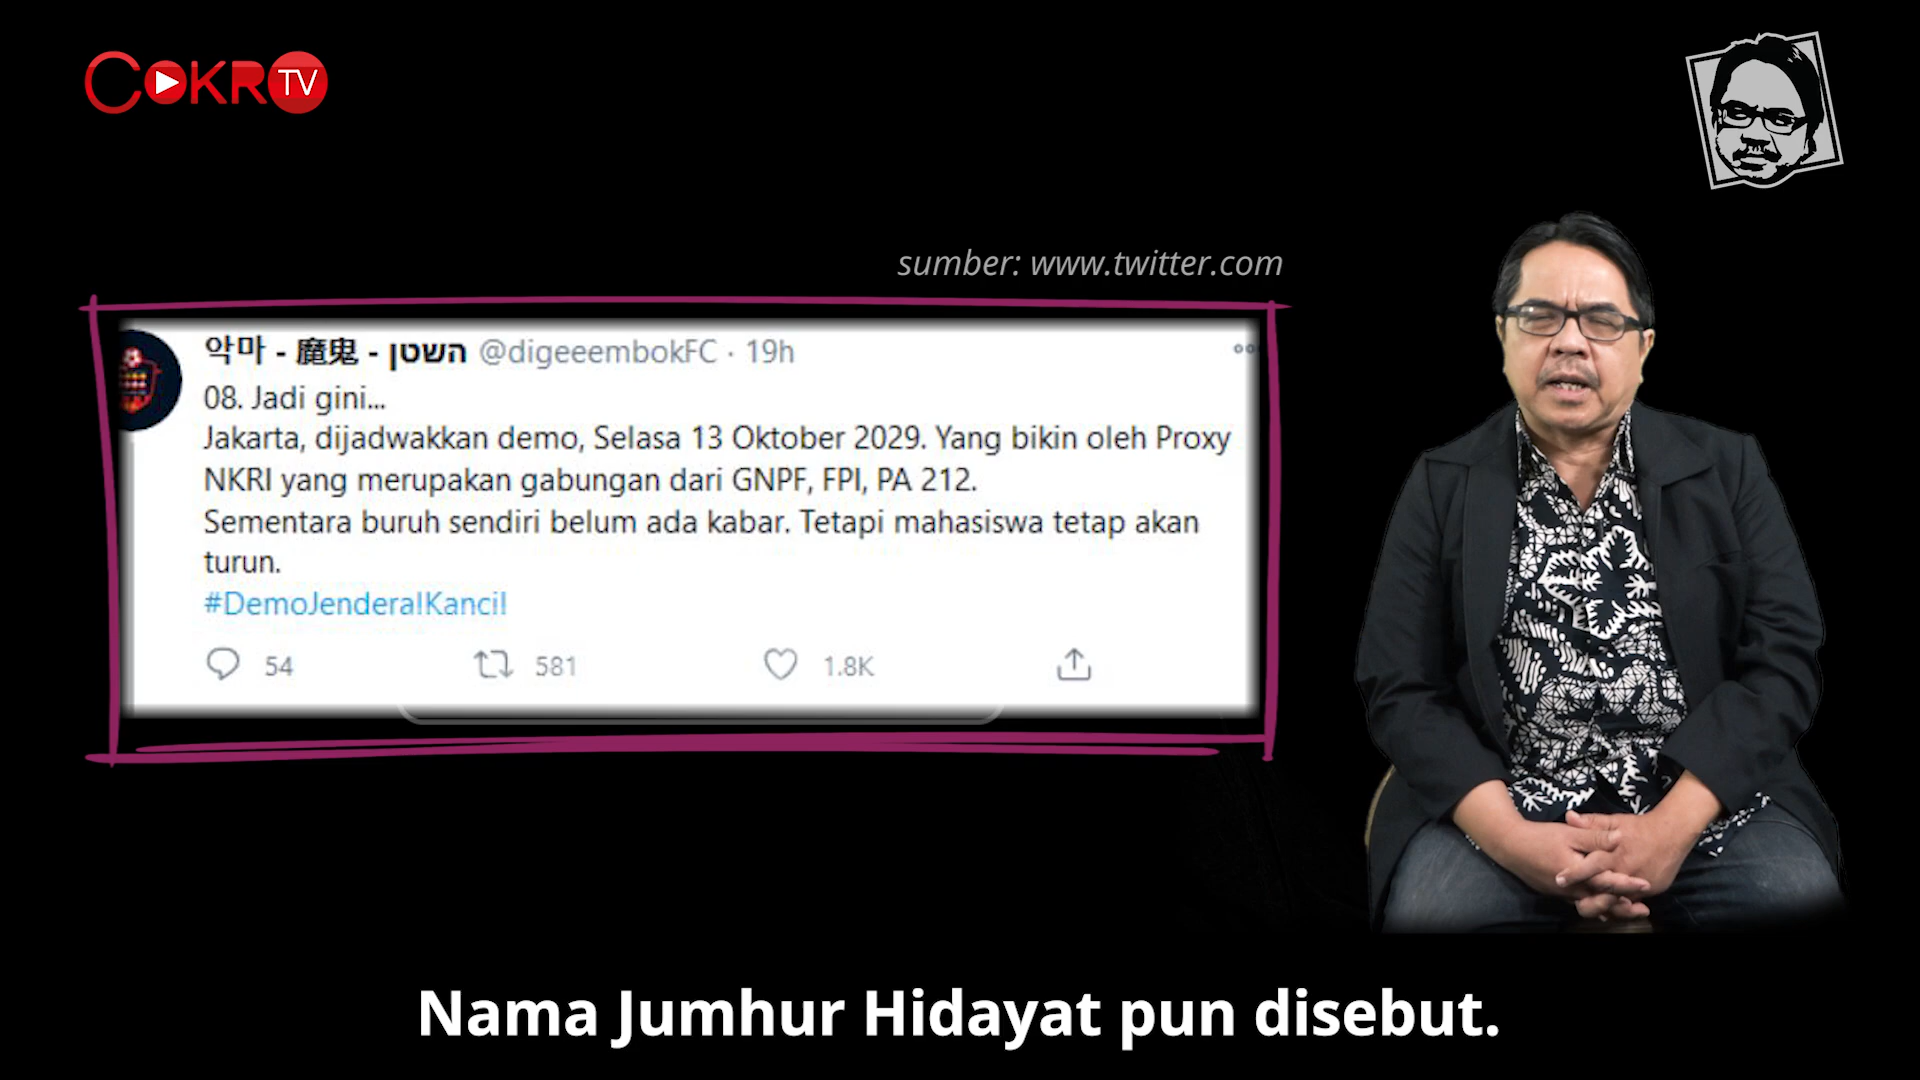 COKRO TV
sumber: www.twitter.com
악마 - 魔鬼 - השטן @digeeembokFC · 19h
08. Jadi gini...
Jakarta, dijadwakkan demo, Selasa 13 Oktober 2029. Yang bikin oleh Proxy
NKRI yang merupakan gabungan dari GNPF, FPI, PA 212.
Sementara buruh sendiri belum ada kabar. Tetapi mahasiswa tetap akan
turun.
#DemoJenderalKancil
54 581 1.8K
Nama Jumhur Hidayat pun disebut.